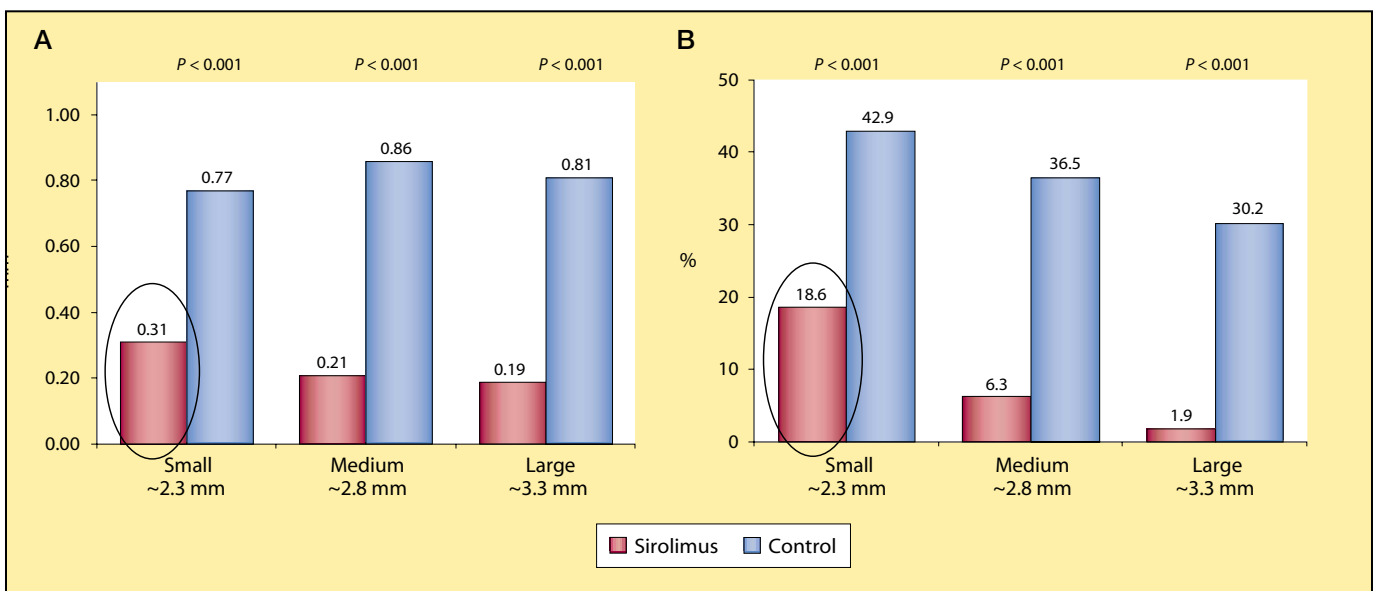 A
P < 0.001
P < 0.001
P < 0.001
1.00
0.80
0.60
0.40
0.20
0.00
0.31
0.77
0.21
0.86
0.19
0.81
Small
~2.3 mm
Medium
~2.8 mm
Large
~3.3 mm
B
P < 0.001
P < 0.001
P < 0.001
%
50
40
30
20
10
0
18.6
42.9
6.3
36.5
1.9
30.2
Small
~2.3 mm
Medium
~2.8 mm
Large
~3.3 mm
Sirolimus
Control